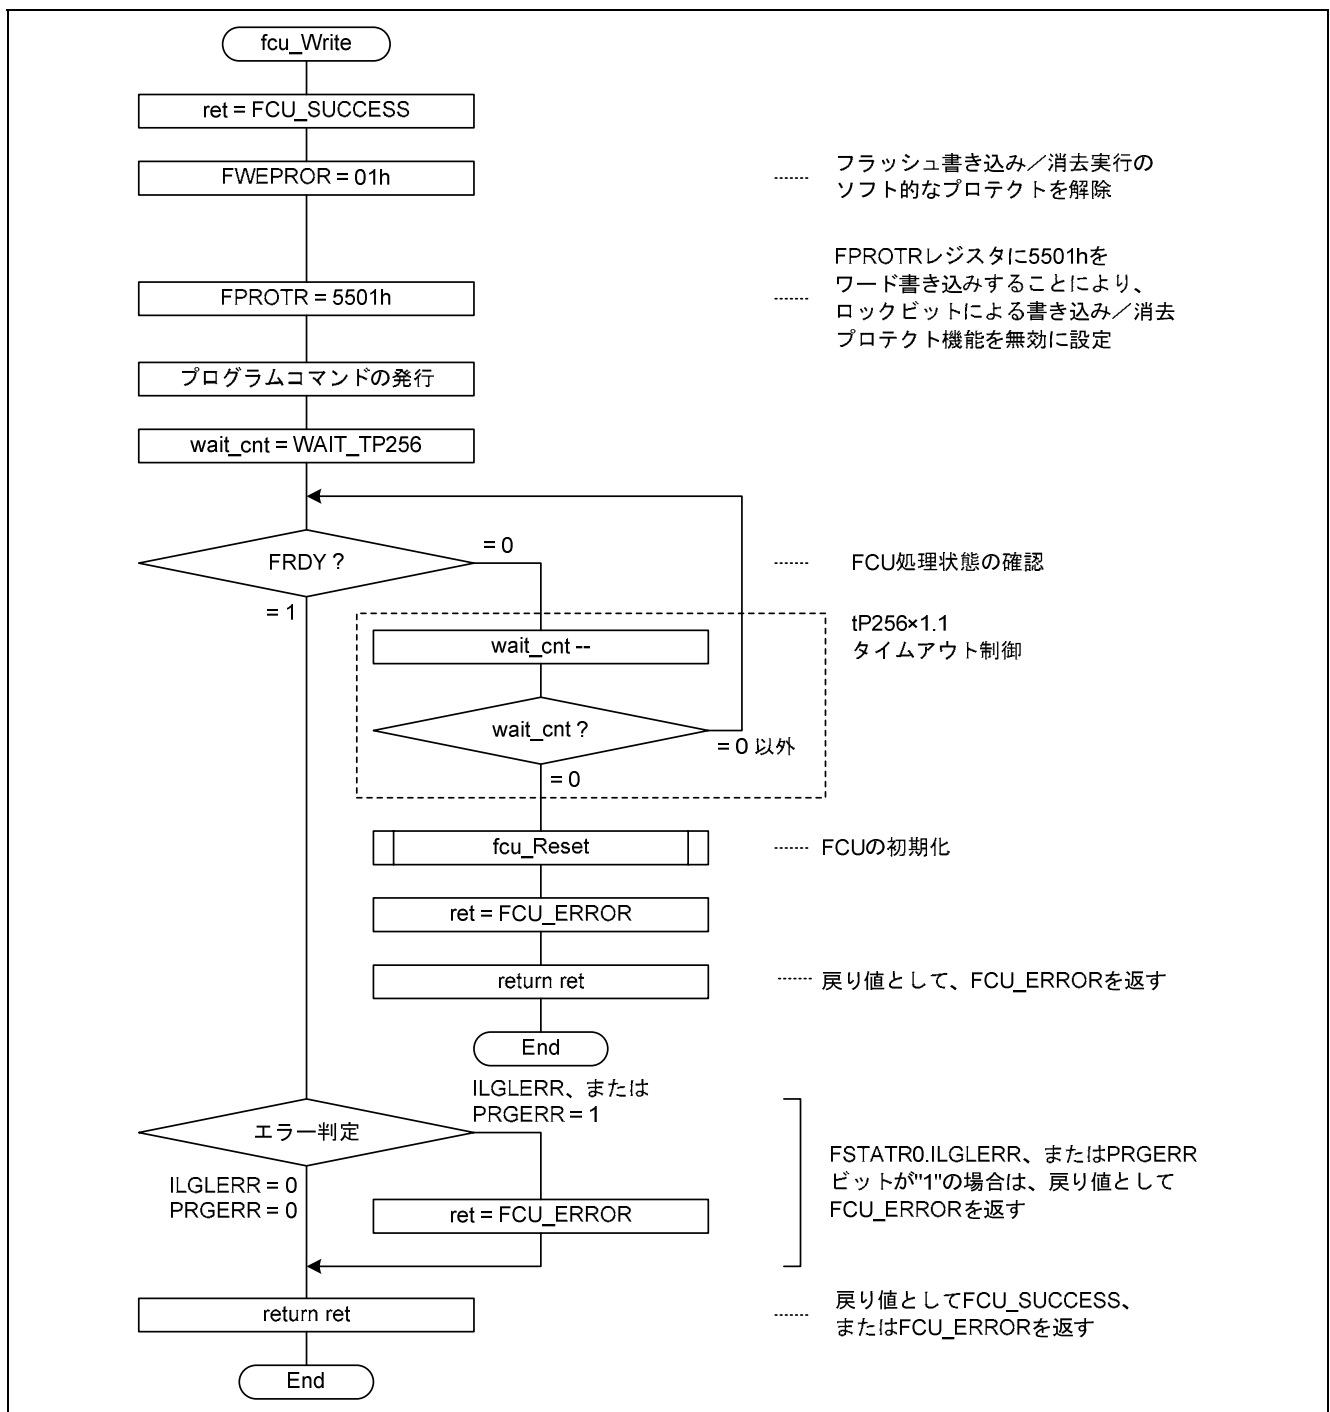 fcu_Write
ret = FCU_SUCCESS
FWEPROR = 01h
フラッシュ書き込み／消去実行の
ソフト的なプロテクトを解除
FPROTR = 5501h
FPROTRレジスタに5501hを
ワード書き込みすることにより、
ロックビットによる書き込み／消去
プロテクト機能を無効に設定
プログラムコマンドの発行
wait_cnt = WAIT_TP256
FRDY ?
= 0
= 1
FCU処理状態の確認
tP256×1.1
タイムアウト制御
wait_cnt --
wait_cnt ?
= 0 以外
= 0
fcu_Reset
FCUの初期化
ret = FCU_ERROR
return ret
戻り値として、FCU_ERRORを返す
End
ILGLERR、または
PRGERR = 1
エラー判定
ILGLERR = 0
PRGERR = 0
ret = FCU_ERROR
FSTATR0.ILGLERR、またはPRGERR
ビットが"1"の場合は、戻り値として
FCU_ERRORを返す
return ret
戻り値としてFCU_SUCCESS、
またはFCU_ERRORを返す
End